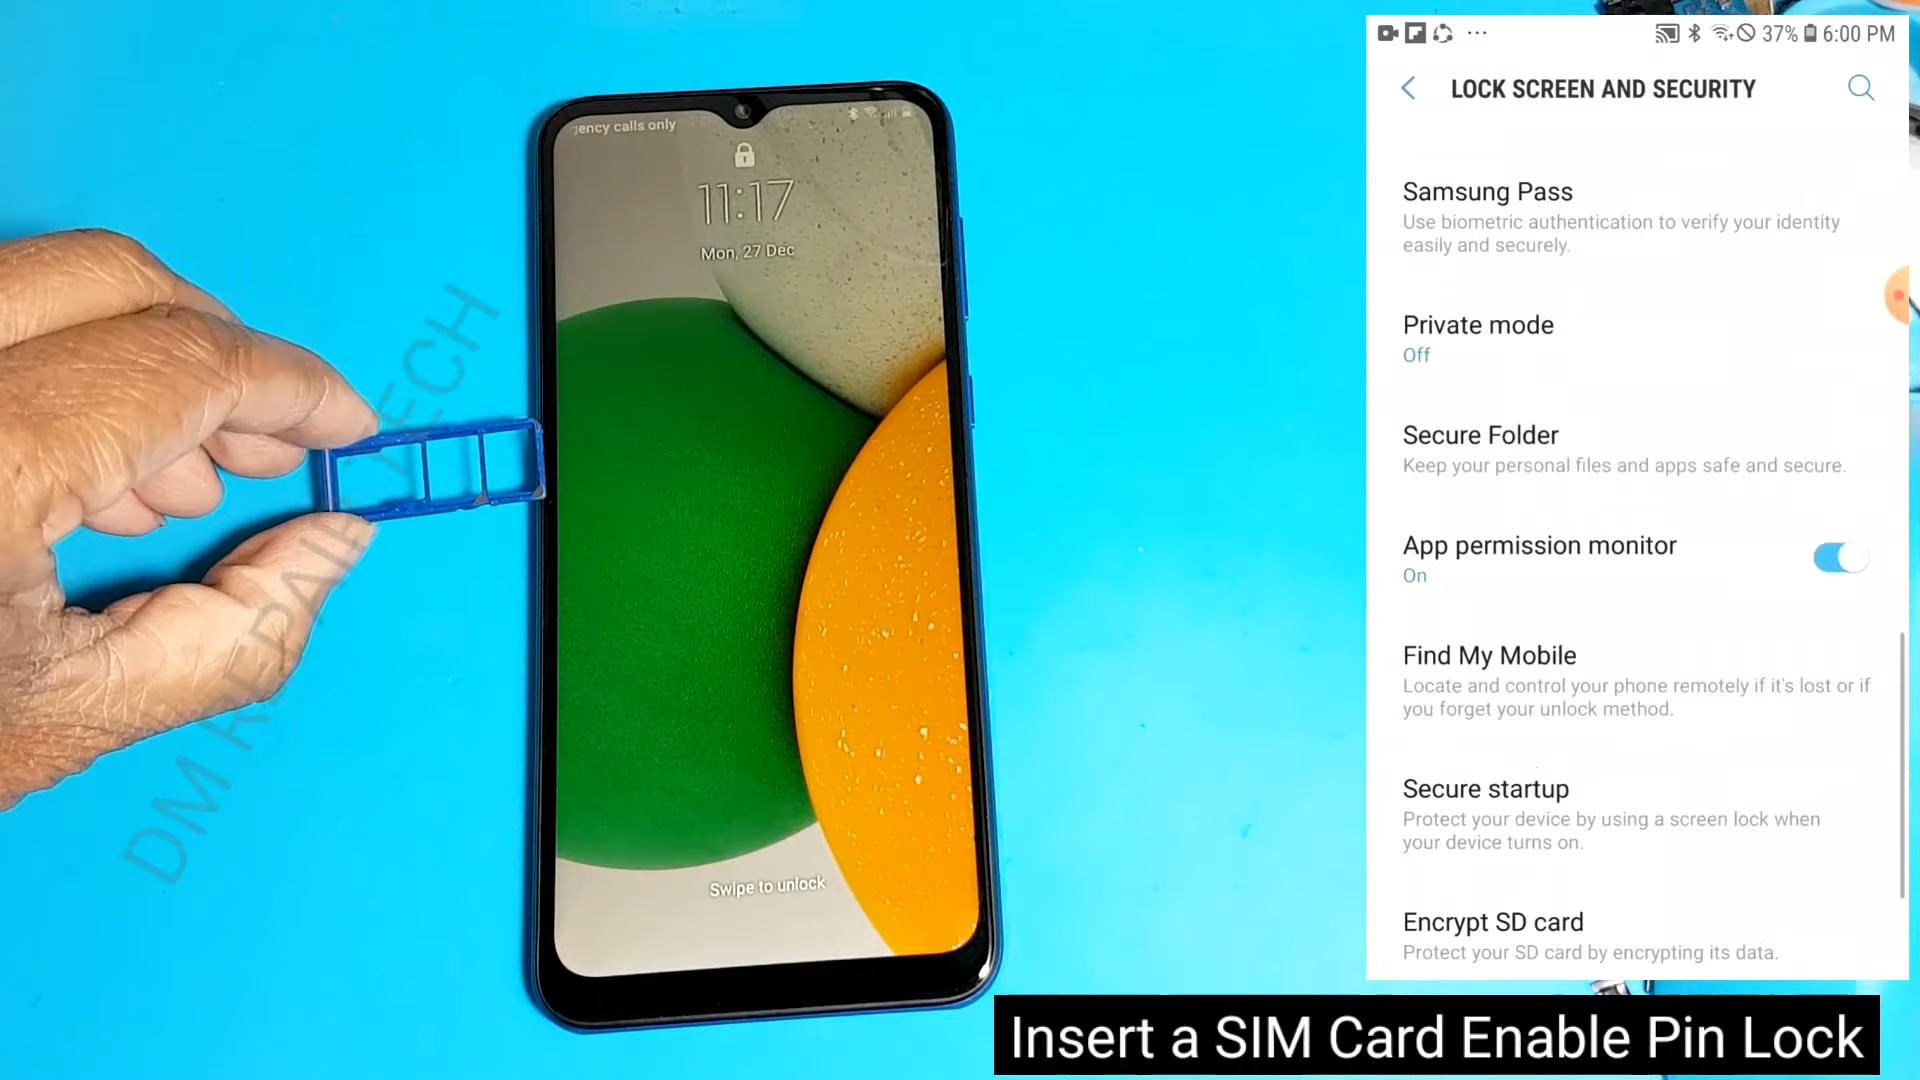 gency calls only
11:17
Mon, 27 Dec
Swipe to unlock
DM REPAIR TECH
37% 6:00 PM
LOCK SCREEN AND SECURITY
Samsung Pass
Use biometric authentication to verify your identity
easily and securely.
Private mode
Off
Secure Folder
Keep your personal files and apps safe and secure.
App permission monitor
On
Find My Mobile
Locate and control your phone remotely if it's lost or if
you forget your unlock method.
Secure startup
Protect your device by using a screen lock when
your device turns on.
Encrypt SD card
Protect your SD card by encrypting its data.
Insert a SIM Card Enable Pin Lock